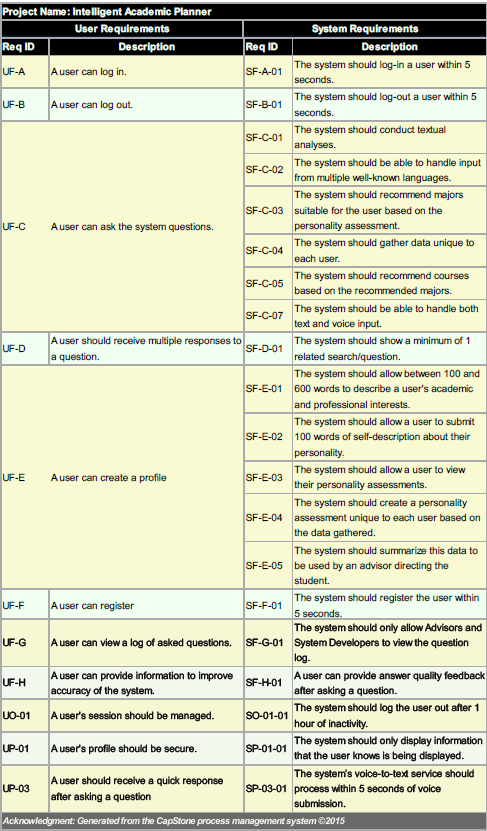 Project Name: Intelligent Academic Planner
User Requirements System Requirements
Req ID Description Req ID Description
UF-A A user can log in. SF-A-01 The system should log-in a user within 5
seconds.
UF-B A user can log out. SF-B-01 The system should log-out a user within 5
seconds.
UF-C A user can ask the system questions.
SF-C-01 The system should conduct textual
analyses.
SF-C-02 The system should be able to handle input
from multiple well-known languages.
SF-C-03 The system should recommend majors
suitable for the user based on the
personality assessment.
SF-C-04 The system should gather data unique to
each user.
SF-C-05 The system should recommend courses
based on the recommended majors.
SF-C-07 The system should be able to handle both
text and voice input.
UF-D A user should receive multiple responses to
a question.
SF-D-01 The system should show a minimum of 1
related search/question.
UF-E A user can create a profile
SF-E-01 The system should allow between 100 and
600 words to describe a user's academic
and professional interests.
SF-E-02 The system should allow a user to submit
100 words of self-description about their
personality.
SF-E-03 The system should allow a user to view
their personality assessments.
SF-E-04 The system should create a personality
assessment unique to each user based on
the data gathered.
SF-E-05 The system should summarize this data to
be used by an advisor directing the
student.
UF-F A user can register SF-F-01 The system should register the user within
5 seconds.
UF-G A user can view a log of asked questions. SF-G-01 The system should only allow Advisors and
System Developers to view the question
log.
UF-H A user can provide information to improve
accuracy of the system.
SF-H-01 A user can provide answer quality feedback
after asking a question.
UO-01 A user's session should be managed. SO-01-01 The system should log the user out after 1
hour of inactivity.
UP-01 A user's profile should be secure. SP-01-01 The system should only display information
that the user knows is being displayed.
UP-03 A user should receive a quick response
after asking a question
SP-03-01 The system's voice-to-text service should
process within 5 seconds of voice
submission.
Acknowledgment: Generated from the CapStone process management system ©2015